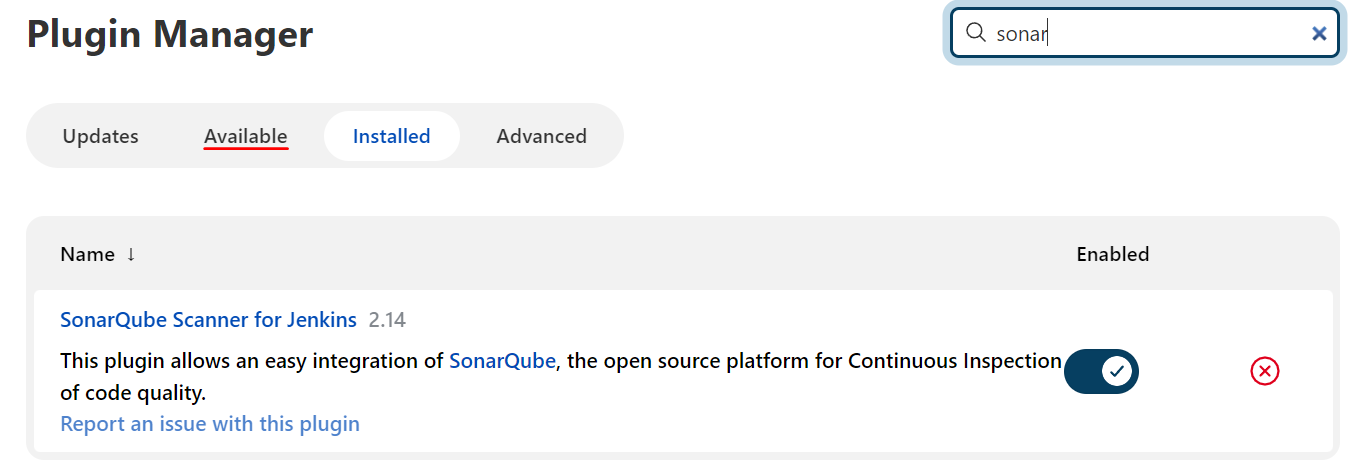 Plugin Manager
sonar
Updates Available Installed Advanced
Name ↓ Enabled
SonarQube Scanner for Jenkins 2.14
This plugin allows an easy integration of SonarQube, the open source platform for Continuous Inspection
of code quality.
Report an issue with this plugin